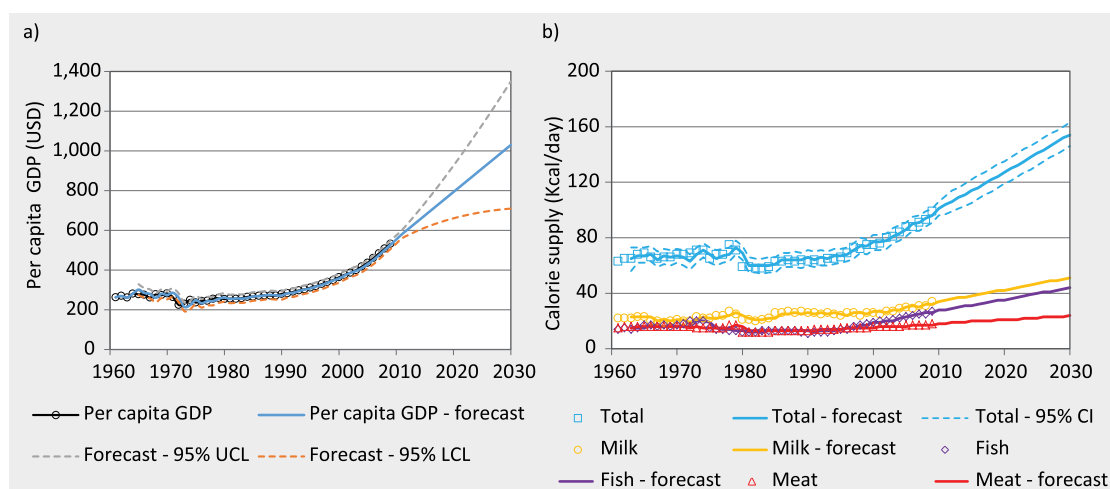 a)
Per capita GDP (USD)
1,400
1,200
1,000
800
600
400
200
0
1960 1970 1980 1990 2000 2010 2020 2030
Per capita GDP
Per capita GDP - forecast
Forecast - 95% UCL
Forecast - 95% LCL
b)
Calorie supply (Kcal/day)
200
160
120
80
40
0
1960 1970 1980 1990 2000 2010 2020 2030
Total
Total - forecast
Total - 95% CI
Milk
Milk - forecast
Fish
Fish - forecast
Meat
Meat - forecast